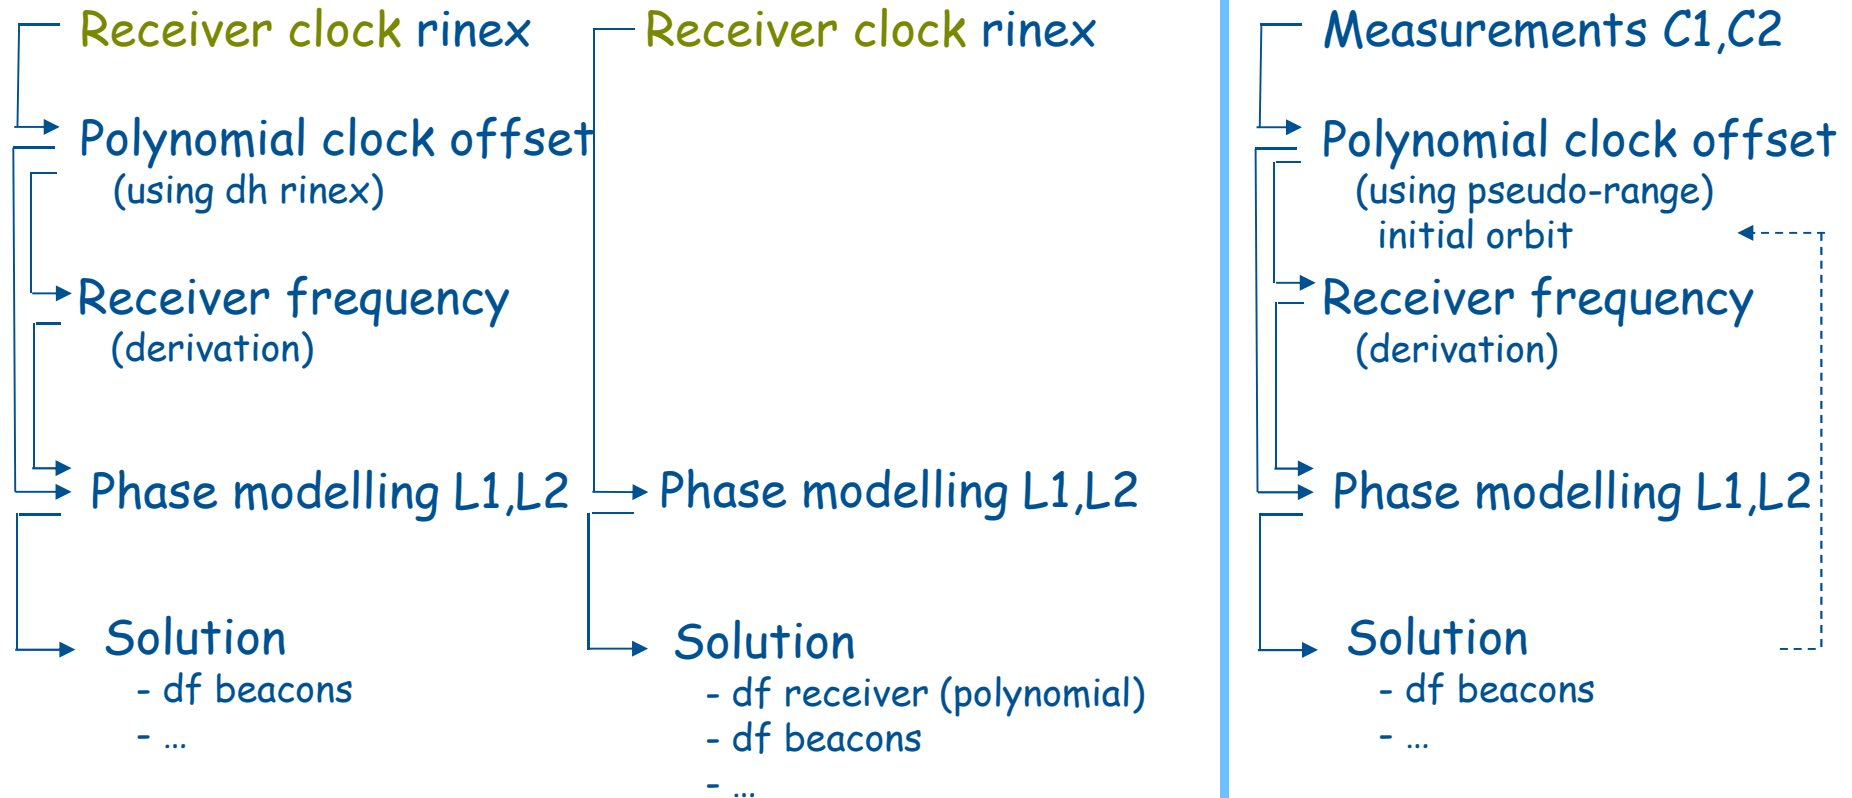 Receiver clock rinex
Polynomial clock offset
(using dh rinex)
Receiver frequency
(derivation)
Phase modelling L1,L2
Solution
- df beacons
- …
Receiver clock rinex
Phase modelling L1,L2
Solution
- df receiver (polynomial)
- df beacons
- …
Measurements C1,C2
Polynomial clock offset
(using pseudo-range)
initial orbit
Receiver frequency
(derivation)
Phase modelling L1,L2
Solution
- df beacons
- …